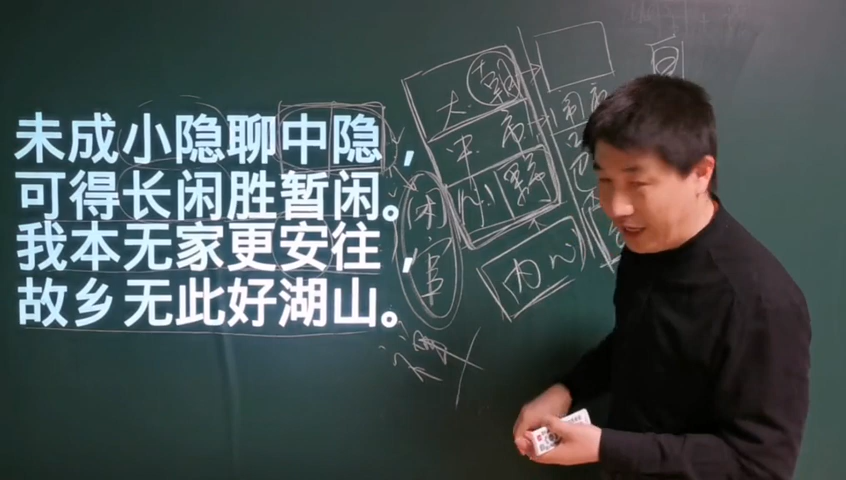 未成小隐聊中隐，
可得长闲胜暂闲。
我本无家更安往，
故乡无此好湖山。
大 朝
中 市
小 野
闲官
内心